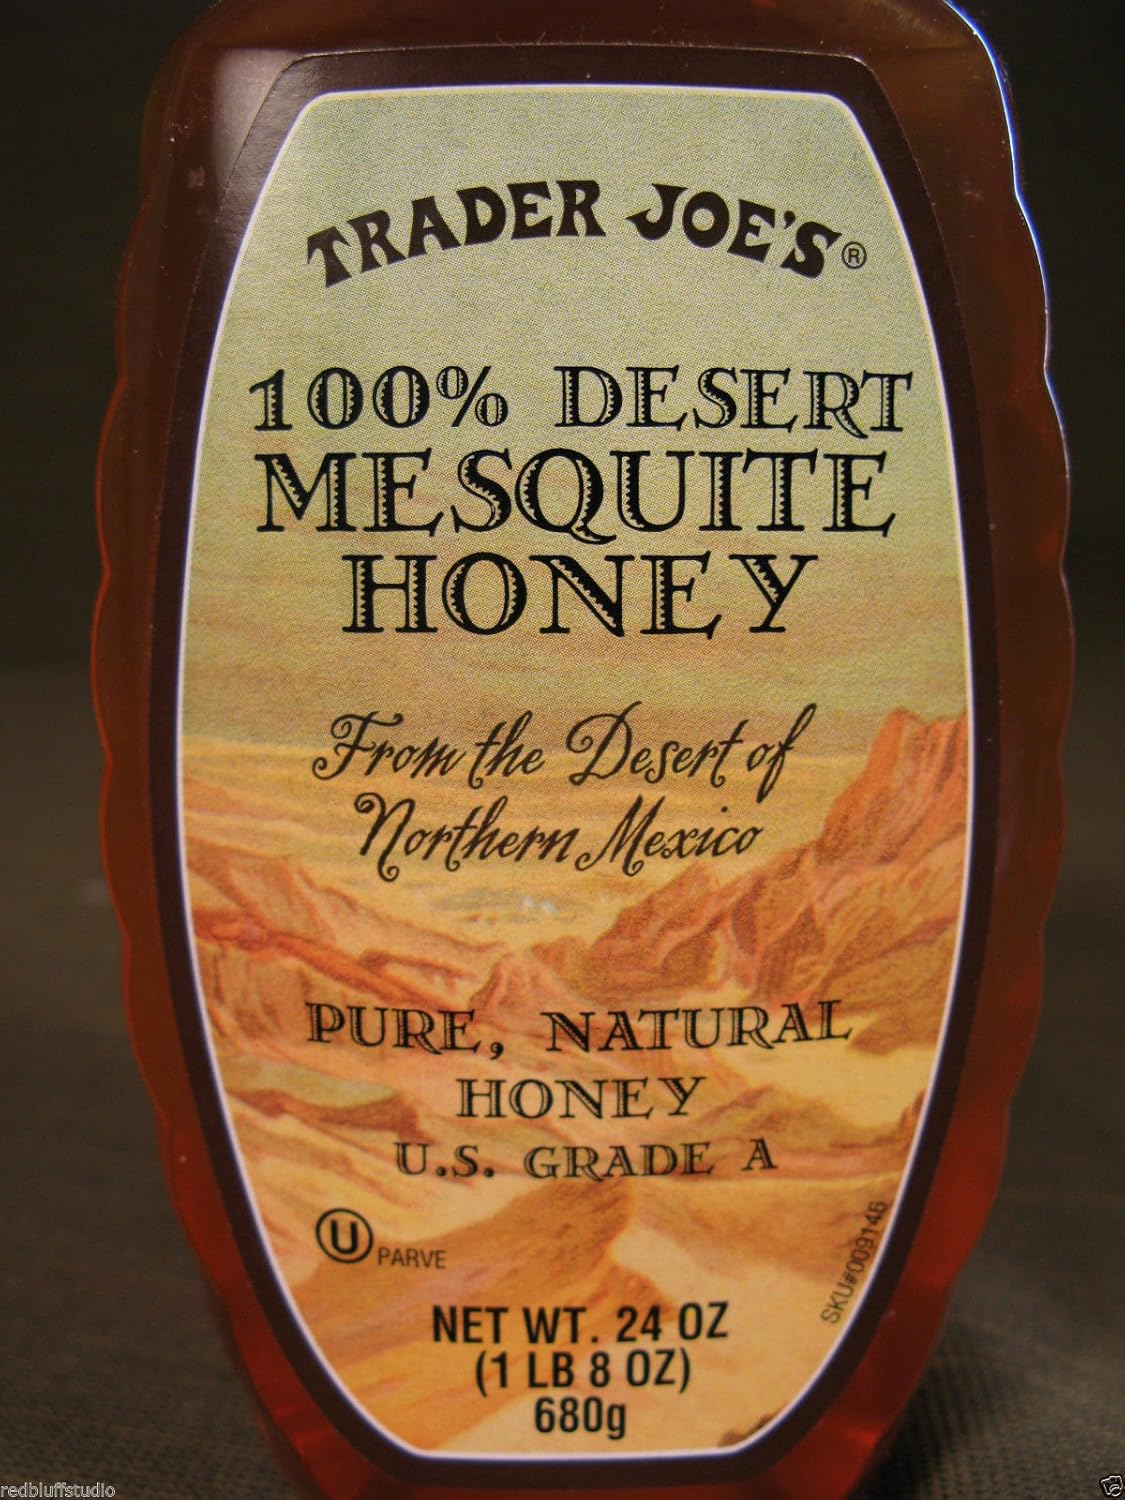 TRADER JOE'S®
100% DESERT
MESQUITE
HONEY
From the Desert of
Northern Mexico
PURE, NATURAL
HONEY
U.S. GRADE A
U PARVE
SKU#009146
NET WT. 24 OZ
(1 LB 8 OZ)
680g
redbluffstudio